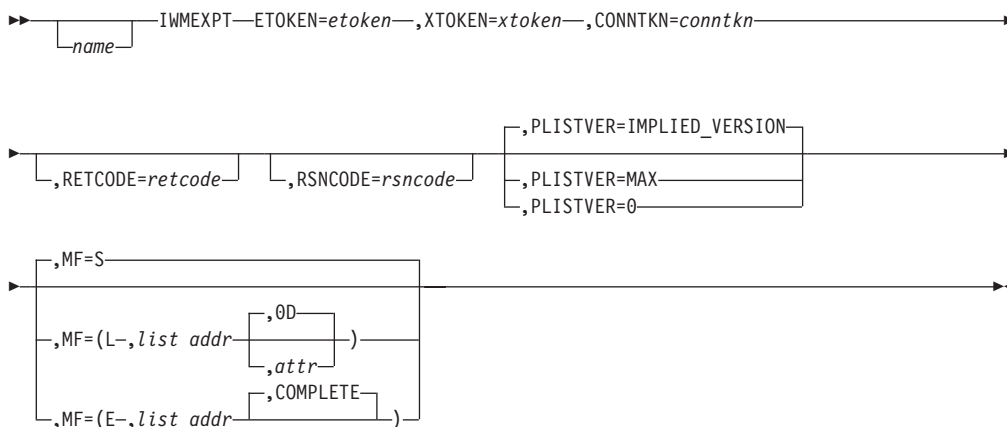 IWMEXPT ETOKEN=etoken ,XTOKEN=xtoken ,CONNTKN=conntkn
name
,PLISTVER=IMPLIED_VERSION
,RETCODE=retcode ,RSNCODE=rsncode ,PLISTVER=MAX
,PLISTVER=0
,MF=S
,0D
,MF=(L ,list addr )
,attr
,COMPLETE
,MF=(E ,list addr )